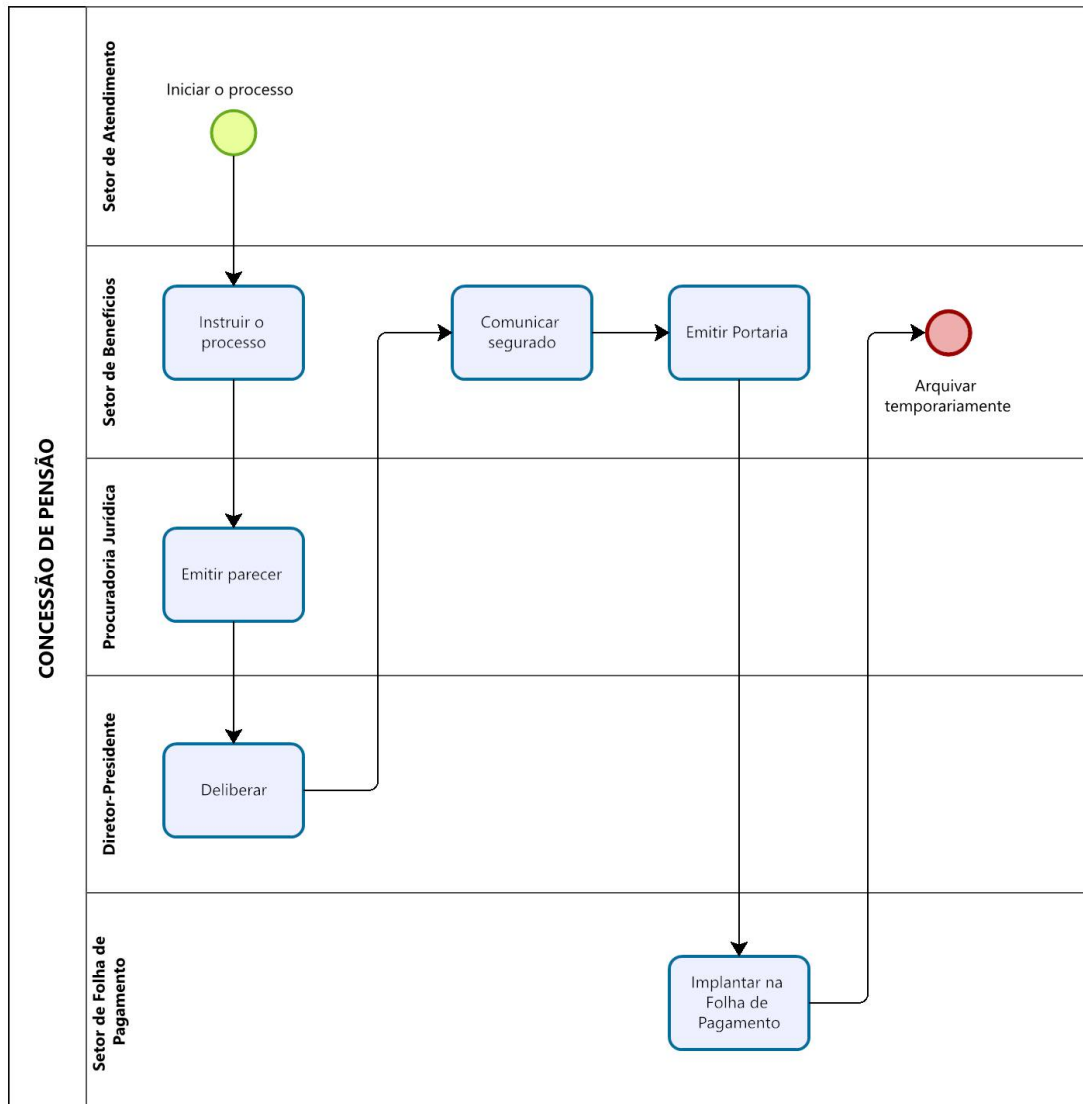 CONCESSÃO DE PENSÃO
Setor de Atendimento
Iniciar o processo
Setor de Benefícios
Instruir o
processo
Comunicar
segurado
Emitir Portaria
Arquivar
temporariamente
Procuradoria Jurídica
Emitir parecer
Diretor-Presidente
Deliberar
Setor de Folha de
Pagamento
Implantar na
Folha de
Pagamento